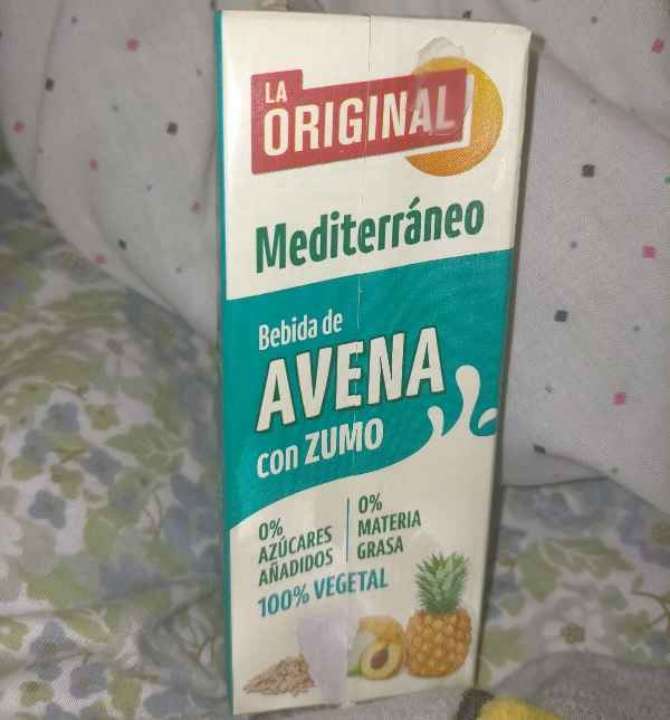 LA
ORIGINAL
Mediterráneo
Bebida de
AVENA
con ZUMO
0%
AZÚCARES
AÑADIDOS
0%
MATERIA
GRASA
100% VEGETAL